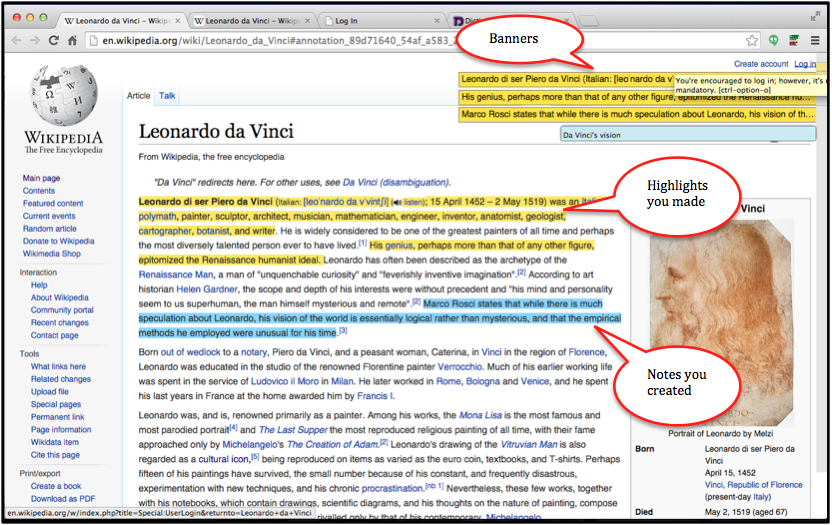 Leonardo da Vinci - Wikip
Leonardo da Vinci - Wikip
Log In
en.wikipedia.org/wiki/Leonardo_da_Vinci#annotation_89d71640_54af_a583_
Banners
Create account Log in
Leonardo di ser Piero da Vinci (Italian: [leoˈnardo da v
You're encouraged to log in; however, it's
mandatory. [ctrl-option-o]
His genius, perhaps more than that of any other figure, epitomized the Renaissance hu...
Marco Rosci states that while there is much speculation about Leonardo, his vision of th...
Da Vinci's vision
WIKIPEDIA
The Free Encyclopedia
Main page
Contents
Featured content
Current events
Random article
Donate to Wikipedia
Wikimedia Shop
Interaction
Help
About Wikipedia
Community portal
Recent changes
Contact page
Tools
What links here
Related changes
Upload file
Special pages
Permanent link
Page information
Wikidata item
Cite this page
Print/export
Create a book
Download as PDF
Article Talk
Leonardo da Vinci
From Wikipedia, the free encyclopedia
"Da Vinci" redirects here. For other uses, see Da Vinci (disambiguation).
Leonardo di ser Piero da Vinci (Italian: [leoˈnardo da ˈvintʃi] (listen); 15 April 1452 – 2 May 1519) was an
polymath, painter, sculptor, architect, musician, mathematician, engineer, inventor, anatomist, geologist,
cartographer, botanist, and writer. He is widely considered to be one of the greatest painters of all time and perhaps
the most diversely talented person ever to have lived.[1] His genius, perhaps more than that of any other figure,
epitomized the Renaissance humanist ideal. Leonardo has often been described as the archetype of the
Renaissance Man, a man of "unquenchable curiosity" and "feverishly inventive imagination".[2] According to art
historian Helen Gardner, the scope and depth of his interests were without precedent and "his mind and personality
seem to us superhuman, the man himself mysterious and remote".[2] Marco Rosci states that while there is much
speculation about Leonardo, his vision of the world is essentially logical rather than mysterious, and that the empirical
methods he employed were unusual for his time.[3]
Born out of wedlock to a notary, Piero da Vinci, and a peasant woman, Caterina, in Vinci in the region of Florence,
Leonardo was educated in the studio of the renowned Florentine painter Verrocchio. Much of his earlier working life
was spent in the service of Ludovico il Moro in Milan. He later worked in Rome, Bologna and Venice, and he spent
his last years in France at the home awarded him by Francis I.
Leonardo was, and is, renowned primarily as a painter. Among his works, the Mona Lisa is the most famous and
most parodied portrait[4] and The Last Supper the most reproduced religious painting of all time, with their fame
approached only by Michelangelo's The Creation of Adam.[2] Leonardo's drawing of the Vitruvian Man is also
regarded as a cultural icon,[5] being reproduced on items as varied as the euro coin, textbooks, and T-shirts. Perhaps
fifteen of his paintings have survived, the small number because of his constant, and frequently disastrous,
experimentation with new techniques, and his chronic procrastination.[nb 1] Nevertheless, these few works, together
with his notebooks, which contain drawings, scientific diagrams, and his thoughts on the nature of painting, compose
rivalled only by that of his contemporary, Michelangelo.
Highlights
you made
Notes you
created
Vinci
Portrait of Leonardo by Melzi
Born Leonardo di ser Piero da
Vinci
April 15, 1452
Vinci, Republic of Florence
(present-day Italy)
Died May 2, 1519 (aged 67)
en.wikipedia.org/w/index.php?title=Special:UserLogin&returnto=Leonardo+da+Vinci